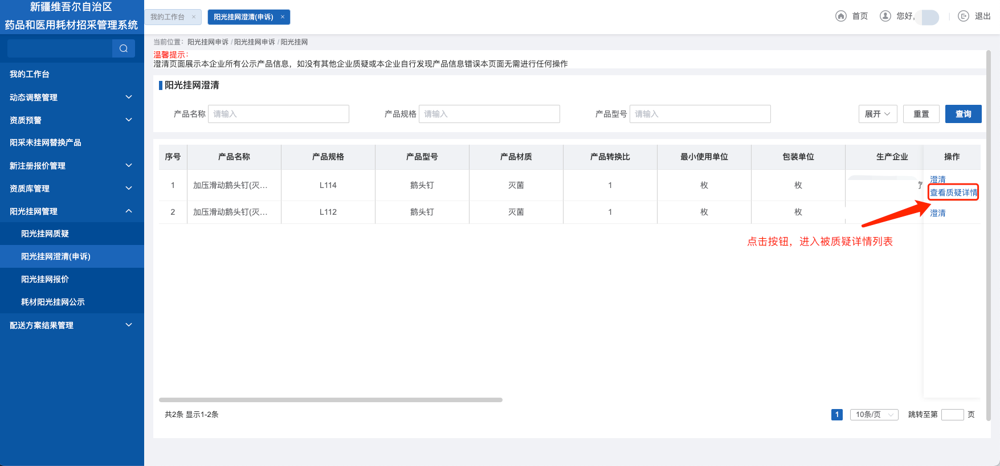 新疆维吾尔自治区
药品和医用耗材招采管理系统
我的工作台 ×
阳光挂网澄清(申诉) ×
首页
您好,
退出
当前位置: 阳光挂网申诉 / 阳光挂网申诉 / 阳光挂网
温馨提示:
澄清页面展示本企业所有公示产品信息，如没有其他企业质疑或本企业自行发现产品信息错误本页面无需进行任何操作
我的工作台
动态调整管理
资质预警
阳采未挂网替换产品
新注册报价管理
资质库管理
阳光挂网管理
阳光挂网质疑
阳光挂网澄清(申诉)
阳光挂网报价
耗材阳光挂网公示
配送方案结果管理
阳光挂网澄清
产品名称 请输入 产品规格 请输入 产品型号 请输入 展开 重置 查询
序号 产品名称 产品规格 产品型号 产品材质 产品转换比 最小使用单位 包装单位 生产企业 操作
1 加压滑动鹅头钉(灭... L114 鹅头钉 灭菌 1 枚 枚 澄清
查看质疑详情
2 加压滑动鹅头钉(灭... L112 鹅头钉 灭菌 1 枚 枚 澄清
点击按钮，进入被质疑详情列表
共2条 显示1-2条
1 10条/页 跳转至第 页